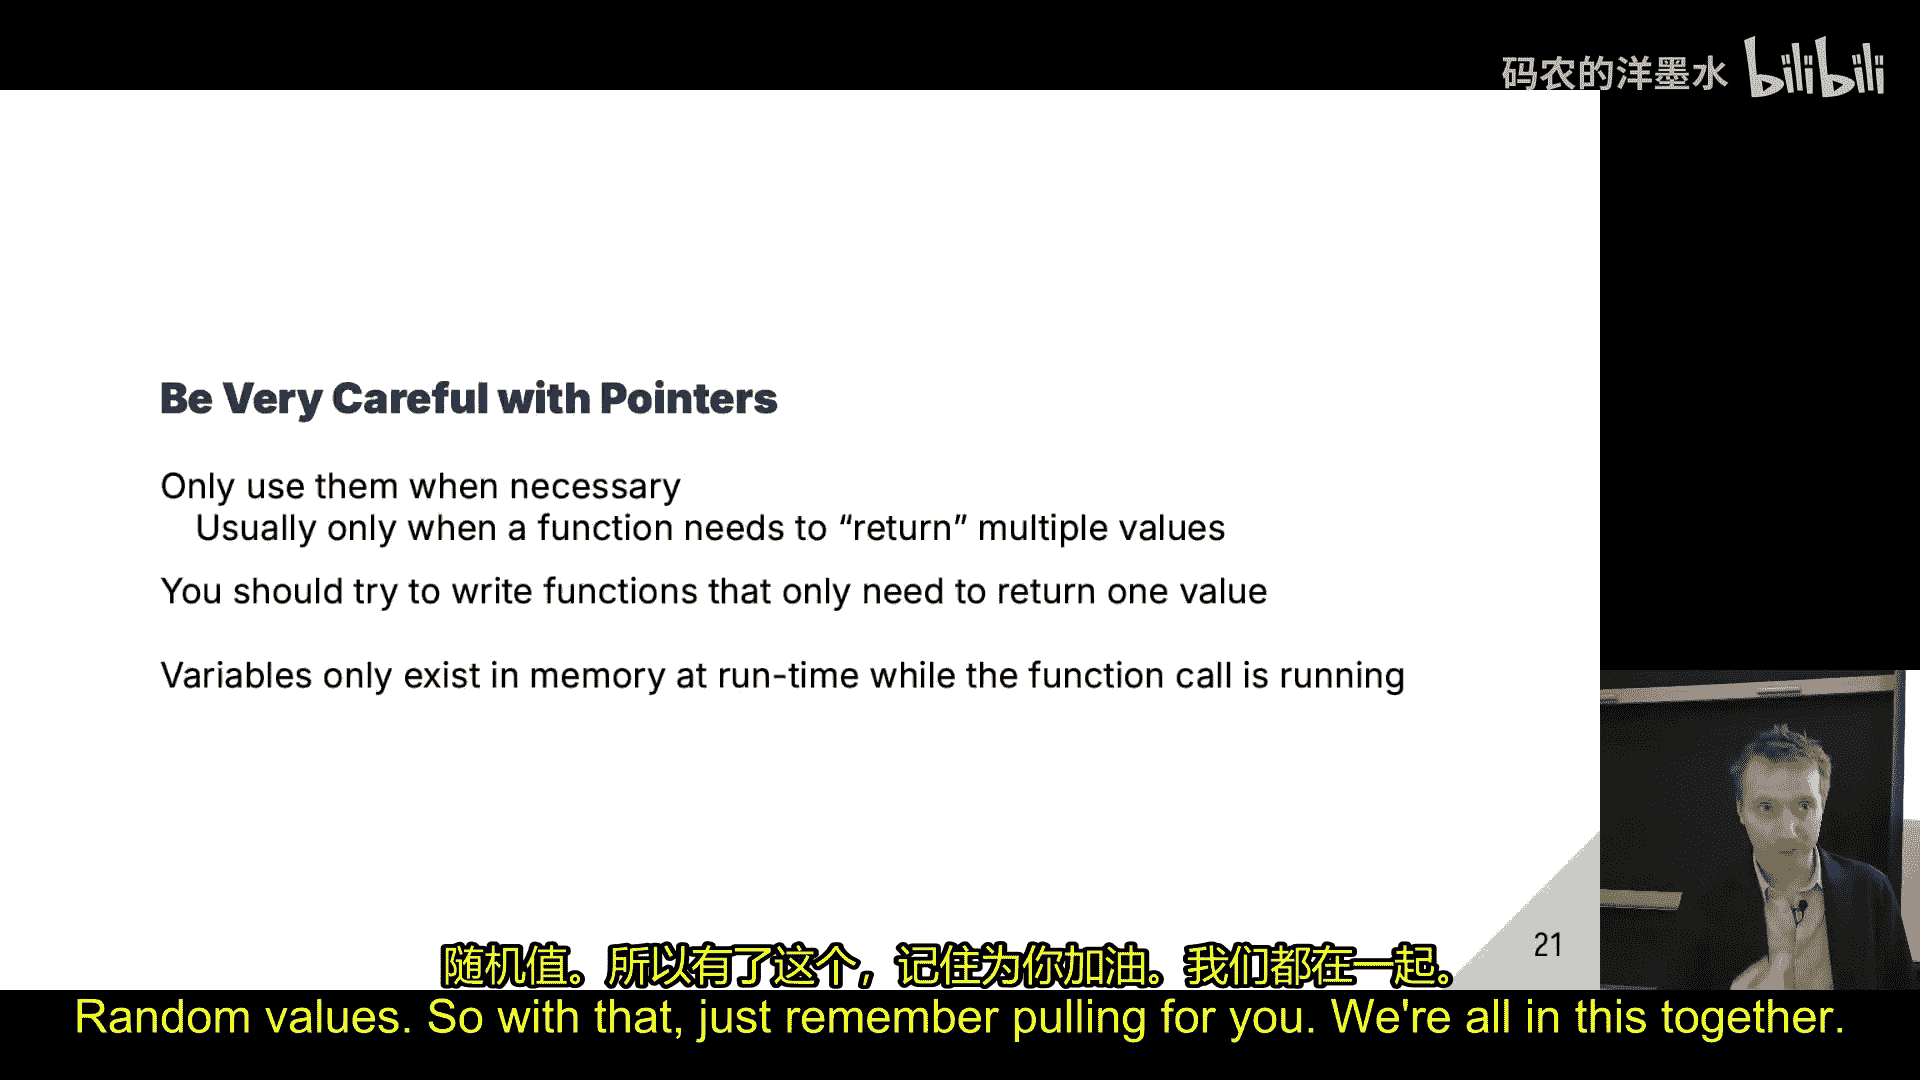 码农的洋墨水 bilibili
Be Very Careful with Pointers
Only use them when necessary
Usually only when a function needs to “return” multiple values
You should try to write functions that only need to return one value
Variables only exist in memory at run-time while the function call is running
21
随机值。所以有了这个，记住为你加油。我们都在一起。
Random values. So with that, just remember pulling for you. We're all in this together.